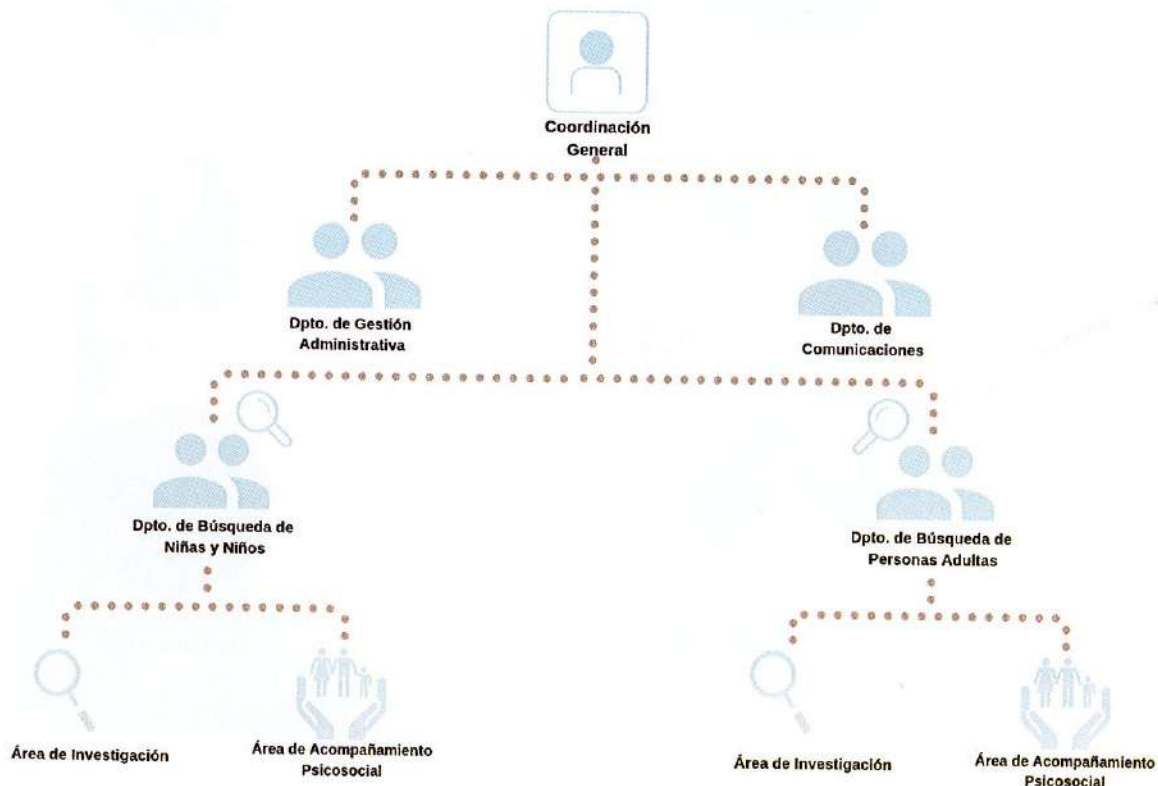 Coordinación
General
Dpto. de Gestión
Administrativa
Dpto. de
Comunicaciones
Dpto. de Búsqueda de
Niñas y Niños
Dpto. de Búsqueda de
Personas Adultas
Área de Investigación
Área de Acompañamiento
Psicosocial
Área de Investigación
Área de Acompañamiento
Psicosocial